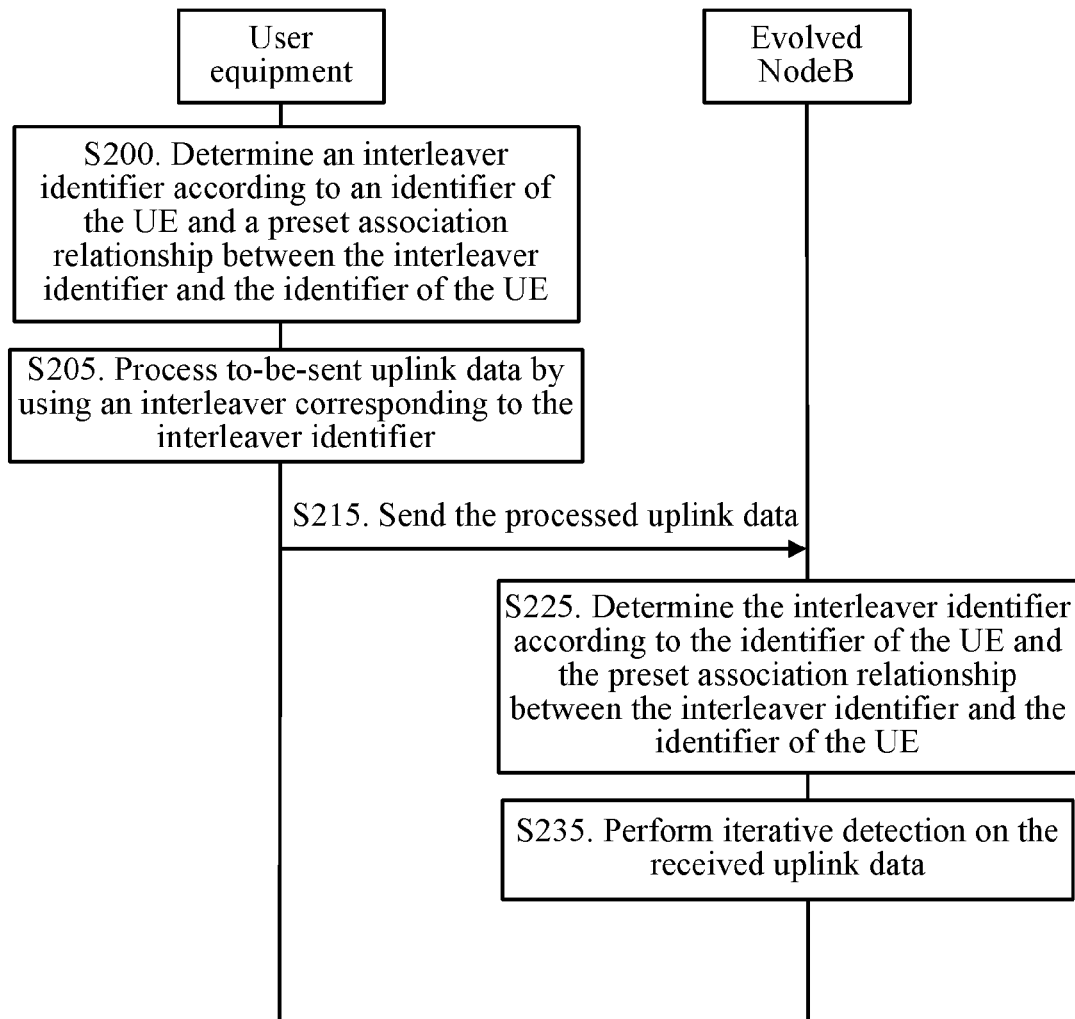 User
equipment
Evolved
NodeB
S200. Determine an interleaver
identifier according to an identifier of
the UE and a preset association
relationship between the interleaver
identifier and the identifier of the UE
S205. Process to-be-sent uplink data by
using an interleaver corresponding to the
interleaver identifier
S215. Send the processed uplink data
S225. Determine the interleaver identifier
according to the identifier of the UE and
the preset association relationship
between the interleaver identifier and the
identifier of the UE
S235. Perform iterative detection on the
received uplink data